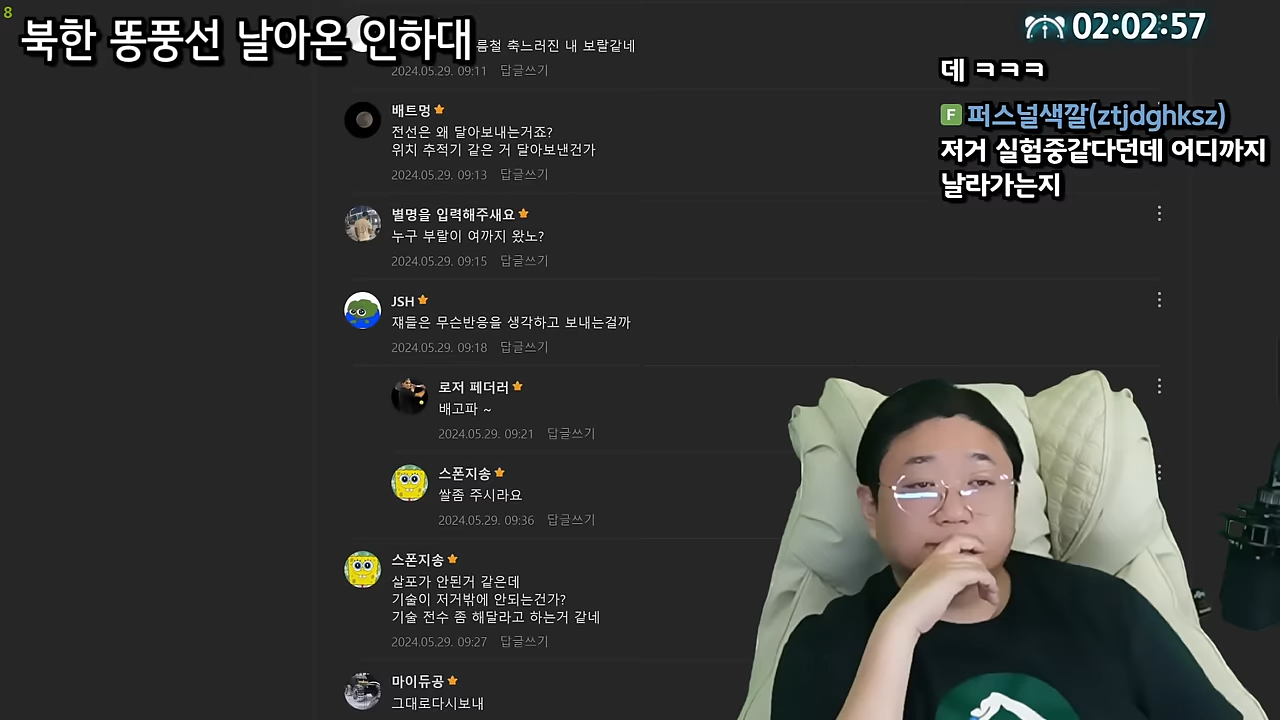 8
북한 똥풍선 날아온 인하대
름철 축느러진 내 보랄같네
2024.05.29. 09:11 답글쓰기
배트멍
전선은 왜 달아보내는거죠?
위치 추적기 같은 거 달아보낸건가
2024.05.29. 09:13 답글쓰기
별명을 입력해주새요
누구 부랄이 여까지 왔노?
2024.05.29. 09:15 답글쓰기
JSH
쟤들은 무슨반응을 생각하고 보내는걸까
2024.05.29. 09:18 답글쓰기
로저 페더러
배고파 ~
2024.05.29. 09:21 답글쓰기
스폰지송
쌀좀 주시라요
2024.05.29. 09:36 답글쓰기
스폰지송
살포가 안된거 같은데
기술이 저거밖에 안되는건가?
기술 전수 좀 해달라고 하는거 같네
2024.05.29. 09:27 답글쓰기
마이듀공
그대로다시보내
02:02:57
데 ㅋㅋㅋ
F 퍼스널색깔(ztjdghksz)
저거 실험중같다던데 어디까지
날라가는지